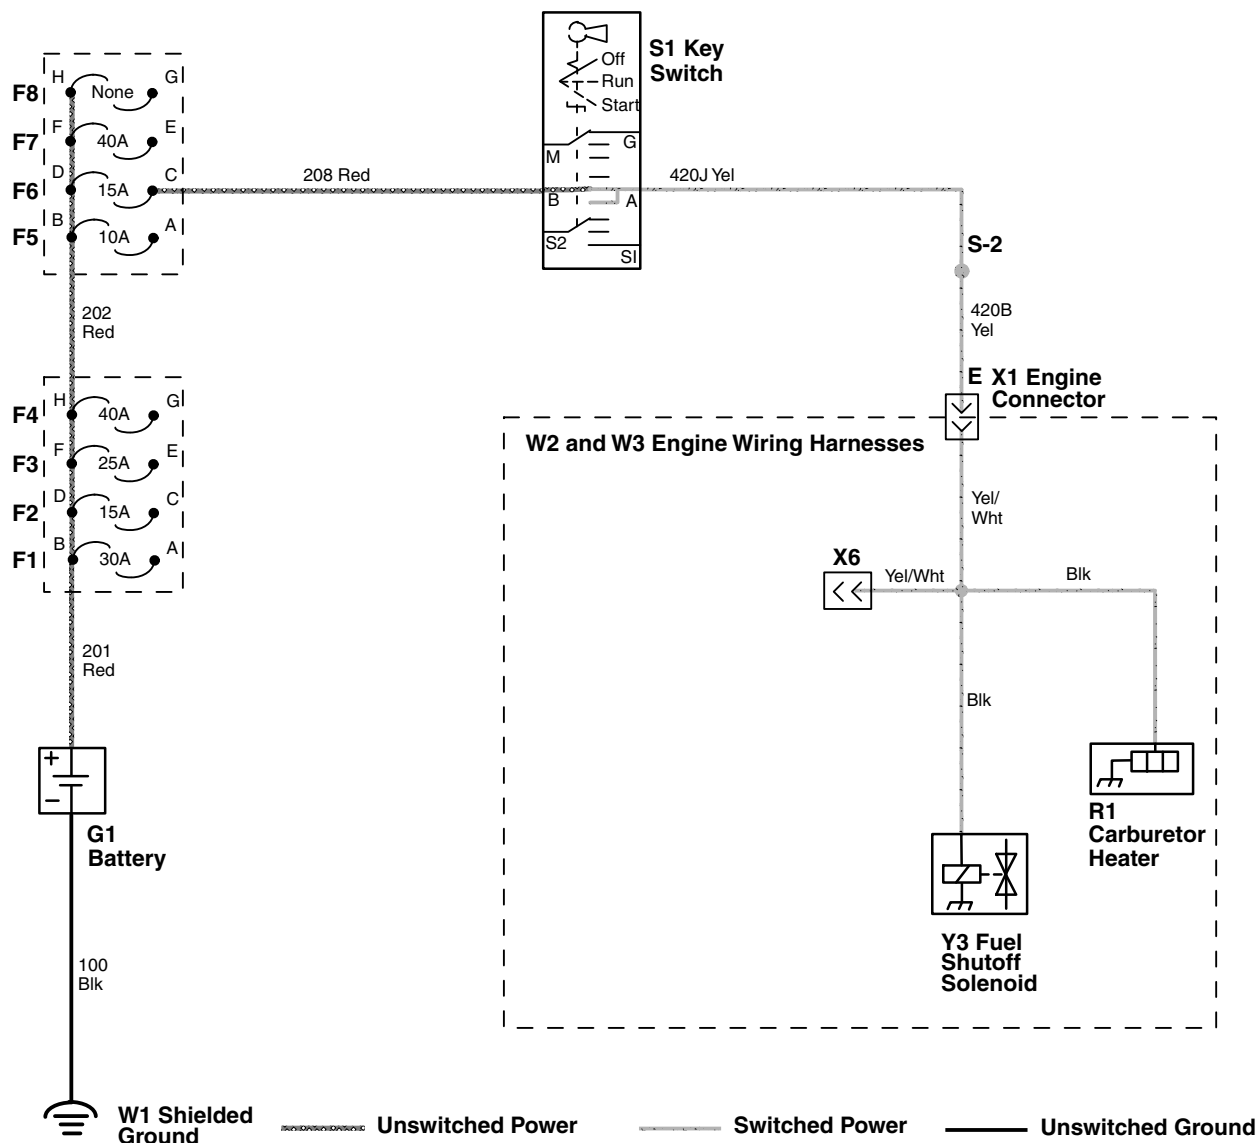 S1 Key
Switch
Off
Run
Start
M
G
B
A
S2
SI
F8
H
None
G
F7
F
40A
E
F6
D
15A
C
F5
B
10A
A
208 Red
420J Yel
S-2
420B
Yel
202
Red
E
X1 Engine
Connector
F4
H
40A
G
F3
F
25A
E
F2
D
15A
C
F1
B
30A
A
W2 and W3 Engine Wiring Harnesses
Yel/
Wht
X6
Yel/Wht
Blk
201
Red
Blk
+
−
G1
Battery
R1
Carburetor
Heater
Y3 Fuel
Shutoff
Solenoid
100
Blk
W1 Shielded
Ground
Unswitched Power
Switched Power
Unswitched Ground